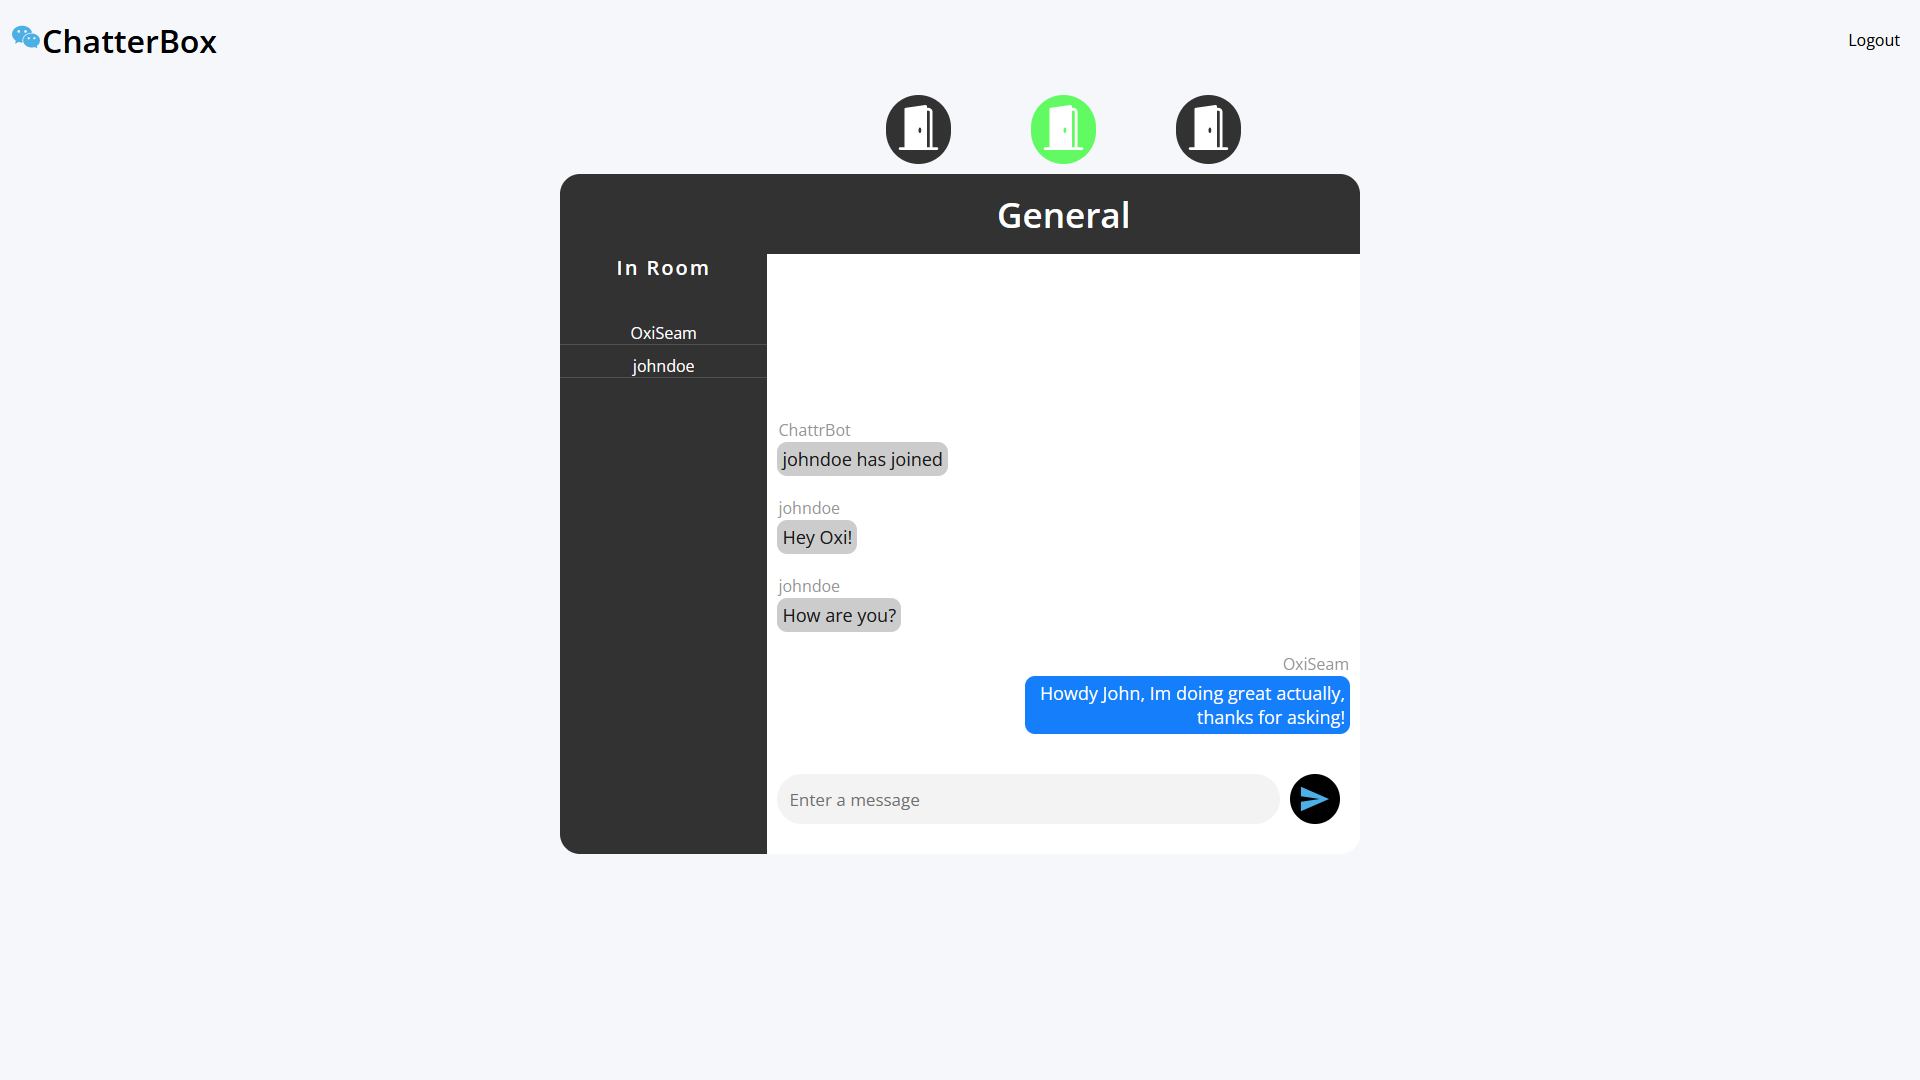 ChatterBox
Logout
General
In Room
OxiSeam
johndoe
ChattrBot
johndoe has joined
johndoe
Hey Oxi!
johndoe
How are you?
OxiSeam
Howdy John, Im doing great actually,
thanks for asking!
Enter a message